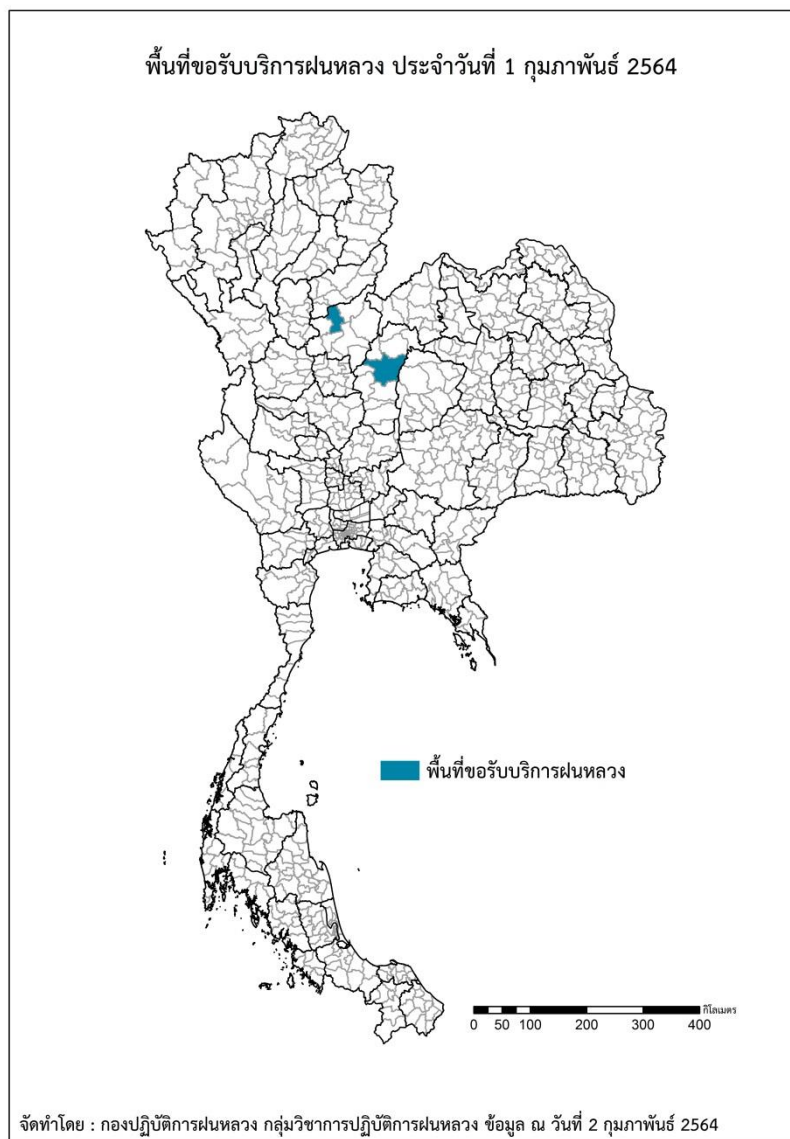 พื้นที่ขอรับบริการฝนหลวง ประจำวันที่ 1 กุมภาพันธ์ 2564
พื้นที่ขอรับบริการฝนหลวง
กิโลเมตร
0 50 100 200 300 400
จัดทำโดย : กองปฏิบัติการฝนหลวง กลุ่มวิชาการปฏิบัติการฝนหลวง ข้อมูล ณ วันที่ 2 กุมภาพันธ์ 2564